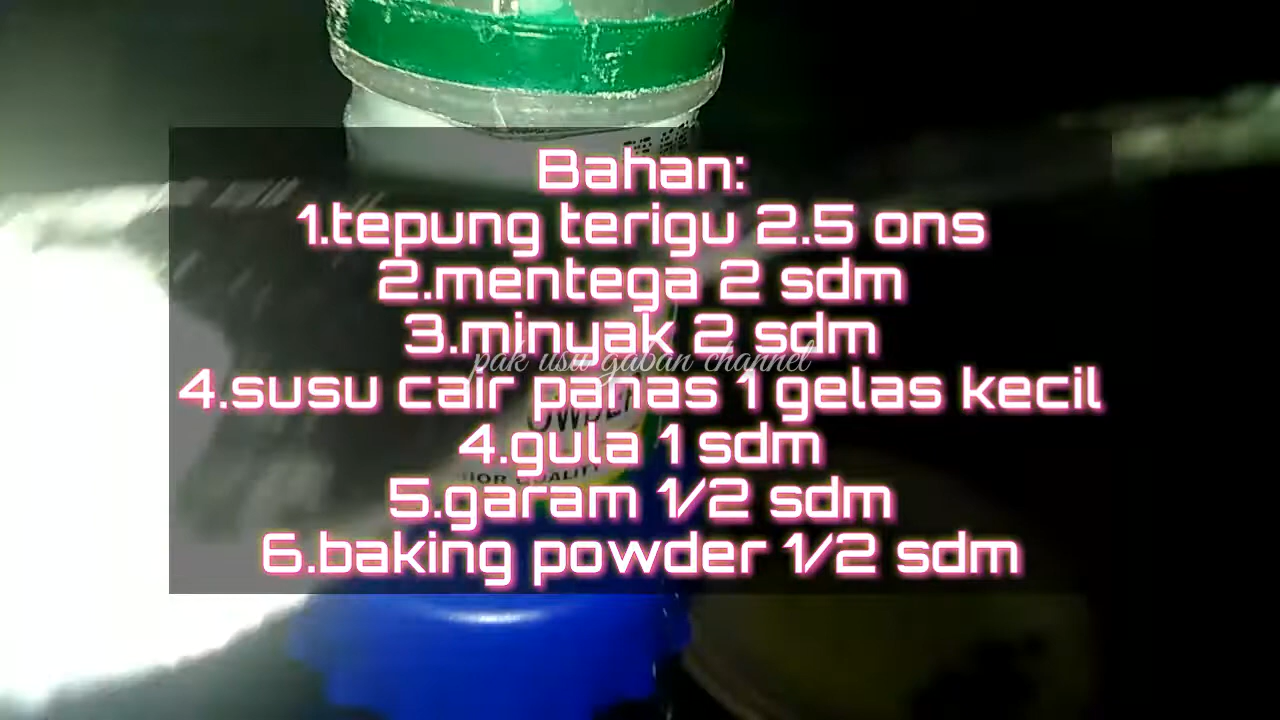 Bahan:
1.tepung terigu 2.5 ons
2.mentega 2 sdm
3.minyak 2 sdm
pak usu gaban channel
4.susu cair panas 1 gelas kecil
4.gula 1 sdm
QUALITY
5.garam 1/2 sdm
6.baking powder 1/2 sdm